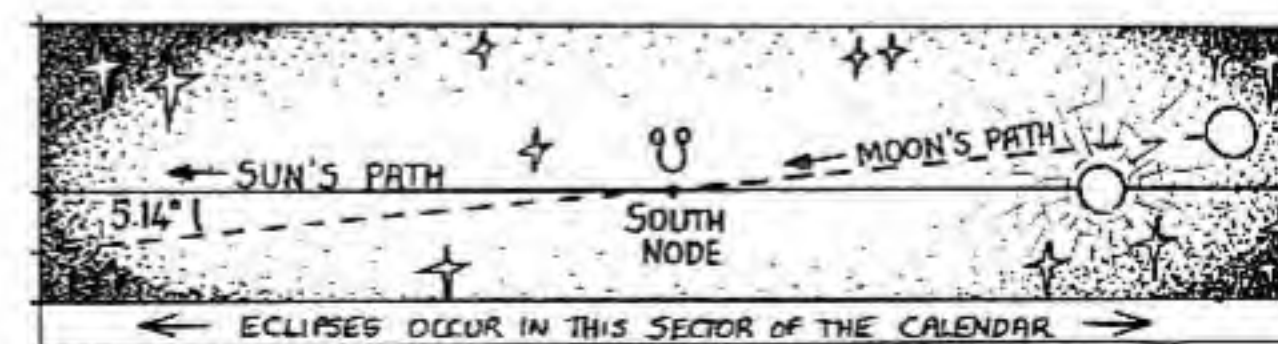 ☋
← MOON'S PATH
← SUN'S PATH
5.14°
SOUTH
NODE
← ECLIPSES OCCUR IN THIS SECTOR OF THE CALENDAR →